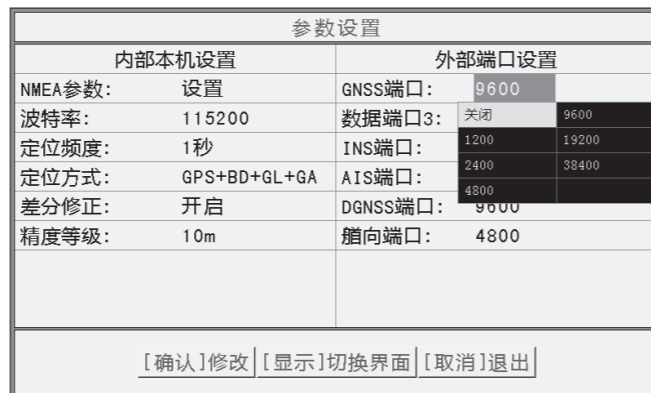 参数设置
内部本机设置 外部端口设置
NMEA参数: 设置 GNSS端口: 9600
波特率: 115200 数据端口3: 关闭 9600
定位频度: 1秒 INS端口: 1200 19200
定位方式: GPS+BD+GL+GA AIS端口: 2400 38400
4800
差分修正: 开启 DGNSS端口: 9600
精度等级: 10m 艏向端口: 4800
[确认]修改 [显示]切换界面 [取消]退出